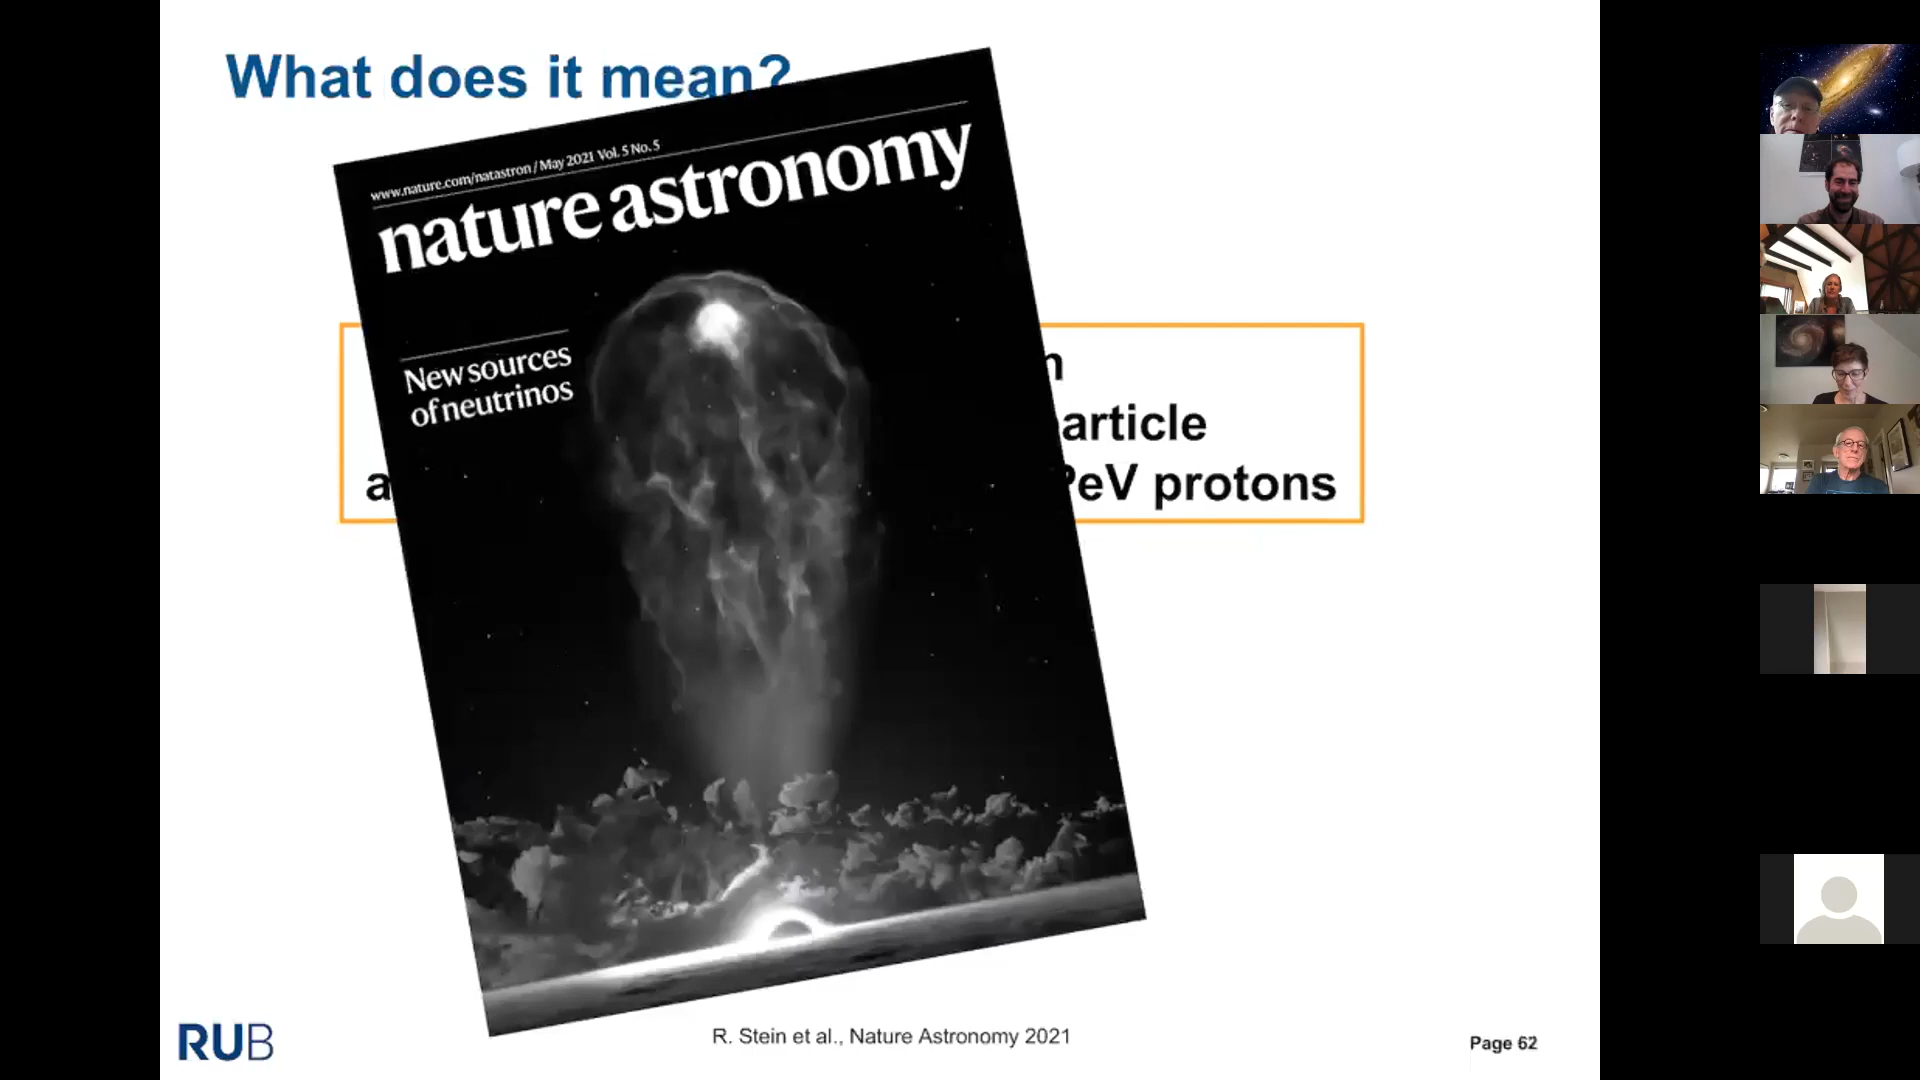 What does it mean?
www.nature.com/natastron / May 2021 Vol. 5 No. 5
nature astronomy
New sources
of neutrinos
n
article
a PeV protons
RUB
R. Stein et al., Nature Astronomy 2021
Page 62